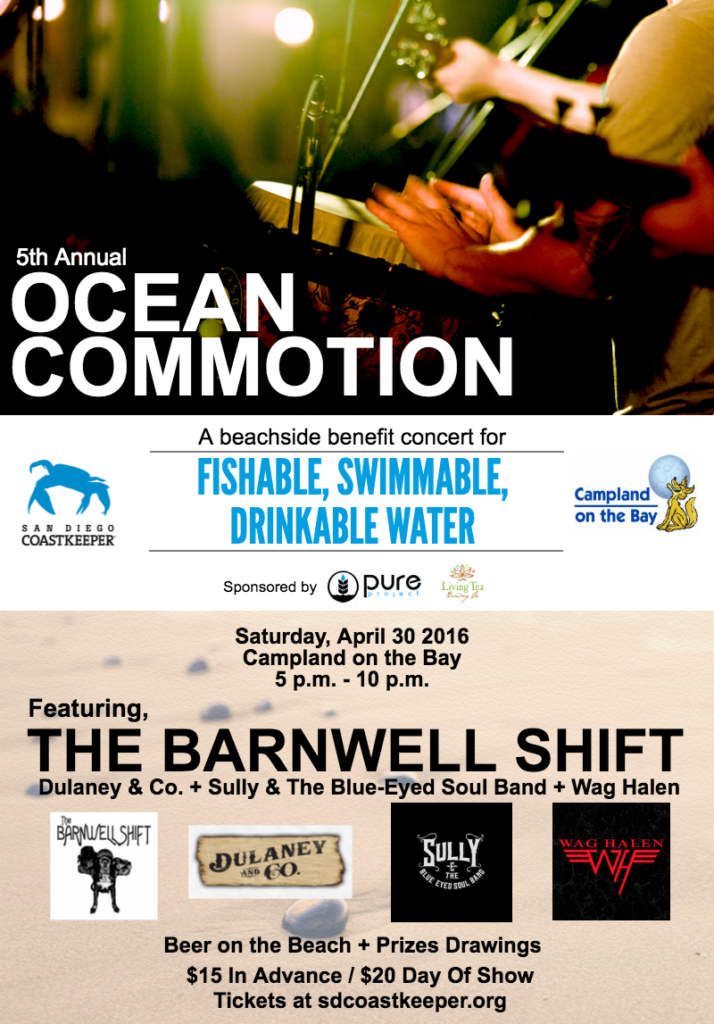 5th Annual
OCEAN
COMMOTION
A beachside benefit concert for
FISHABLE, SWIMMABLE,
DRINKABLE WATER
SAN DIEGO
COASTKEEPER
Campland
on the Bay
Sponsored by
pure
project
Living Tea
Brewing Co.
Saturday, April 30 2016
Campland on the Bay
5 p.m. - 10 p.m.
Featuring,
THE BARNWELL SHIFT
Dulaney & Co. + Sully & The Blue-Eyed Soul Band + Wag Halen
The
BARNWELL SHIFT
DULANEY
AND CO.
SULLY
&
THE
BLUE EYED SOUL BAND
WAG HALEN
WH
Beer on the Beach + Prizes Drawings
$15 In Advance / $20 Day Of Show
Tickets at sdcoastkeeper.org